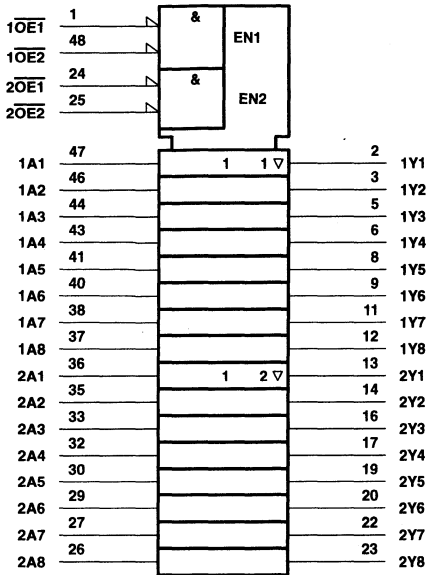 1OE1 1 &
1OE2 48 EN1
2OE1 24 &
2OE2 25 EN2
1A1 47 1 1 ▽ 2 1Y1
1A2 46 3 1Y2
1A3 44 5 1Y3
1A4 43 6 1Y4
1A5 41 8 1Y5
1A6 40 9 1Y6
1A7 38 11 1Y7
1A8 37 12 1Y8
2A1 36 1 2 ▽ 13 2Y1
2A2 35 14 2Y2
2A3 33 16 2Y3
2A4 32 17 2Y4
2A5 30 19 2Y5
2A6 29 20 2Y6
2A7 27 22 2Y7
2A8 26 23 2Y8